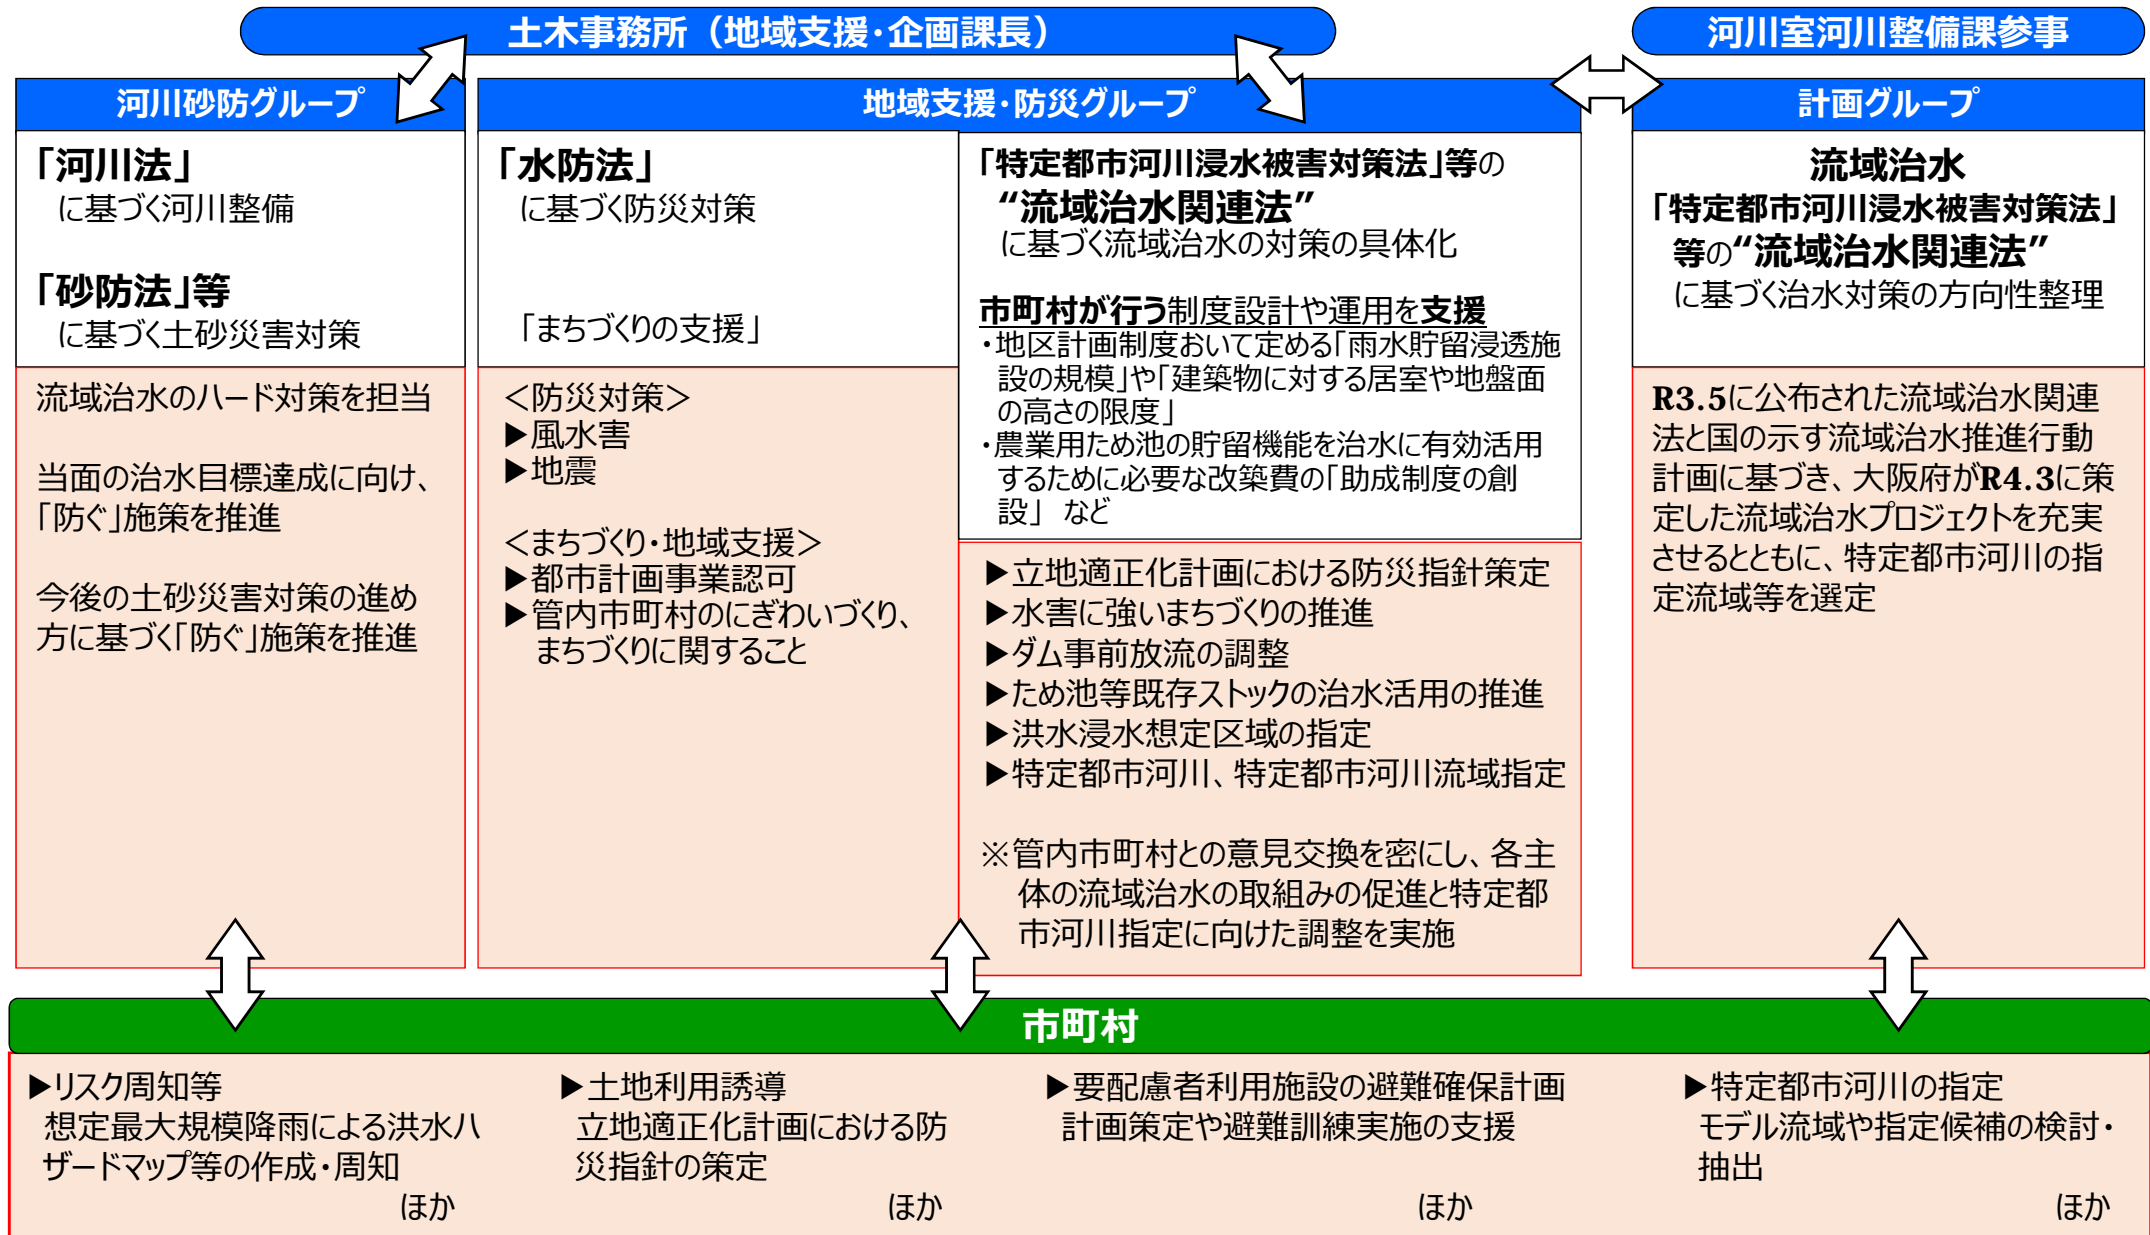 土木事務所（地域支援・企画課長）
河川室河川整備課参事
河川砂防グループ
「河川法」
に基づく河川整備
「砂防法」等
に基づく土砂災害対策
流域治水のハード対策を担当
当面の治水目標達成に向け、
「防ぐ」施策を推進
今後の土砂災害対策の進め
方に基づく「防ぐ」施策を推進
地域支援・防災グループ
「水防法」
に基づく防災対策
「まちづくりの支援」
＜防災対策＞
▶風水害
▶地震
＜まちづくり・地域支援＞
▶都市計画事業認可
▶管内市町村のにぎわいづくり、
まちづくりに関すること
「特定都市河川浸水被害対策法」等の
“流域治水関連法”
に基づく流域治水の対策の具体化
市町村が行う制度設計や運用を支援
・地区計画制度おいて定める「雨水貯留浸透施
設の規模」や「建築物に対する居室や地盤面
の高さの限度」
・農業用ため池の貯留機能を治水に有効活用
するために必要な改築費の「助成制度の創
設」 など
▶立地適正化計画における防災指針策定
▶水害に強いまちづくりの推進
▶ダム事前放流の調整
▶ため池等既存ストックの治水活用の推進
▶洪水浸水想定区域の指定
▶特定都市河川、特定都市河川流域指定
※管内市町村との意見交換を密にし、各主
体の流域治水の取組みの促進と特定都
市河川指定に向けた調整を実施
計画グループ
流域治水
「特定都市河川浸水被害対策法」
等の“流域治水関連法”
に基づく治水対策の方向性整理
R3.5に公布された流域治水関連
法と国の示す流域治水推進行動
計画に基づき、大阪府がR4.3に策
定した流域治水プロジェクトを充実
させるとともに、特定都市河川の指
定流域等を選定
市町村
▶リスク周知等
想定最大規模降雨による洪水ハ
ザードマップ等の作成・周知
ほか
▶土地利用誘導
立地適正化計画における防
災指針の策定
ほか
▶要配慮者利用施設の避難確保計画
計画策定や避難訓練実施の支援
ほか
▶特定都市河川の指定
モデル流域や指定候補の検討・
抽出
ほか